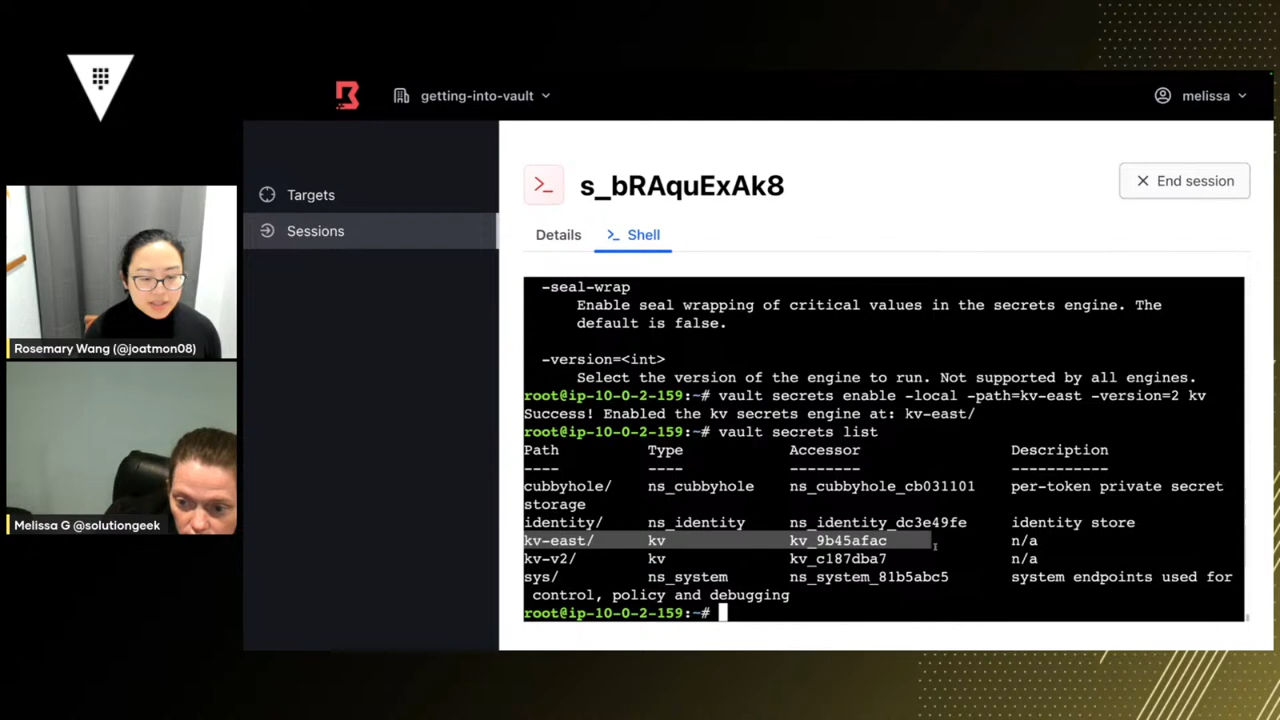 getting-into-vault
melissa
Targets
Sessions
s_bRAquExAk8
End session
Details
>_ Shell
-seal-wrap
Enable seal wrapping of critical values in the secrets engine. The
default is false.
-version=<int>
Select the version of the engine to run. Not supported by all engines.
root@ip-10-0-2-159:~# vault secrets enable -local -path=kv-east -version=2 kv
Success! Enabled the kv secrets engine at: kv-east/
root@ip-10-0-2-159:~# vault secrets list
Path Type Accessor Description
---- ---- -------- -----------
cubbyhole/ ns_cubbyhole ns_cubbyhole_cb031101 per-token private secret
storage
identity/ ns_identity ns_identity_dc3e49fe identity store
kv-east/ kv kv_9b45afac n/a
kv-v2/ kv kv_c187dba7 n/a
sys/ ns_system ns_system_81b5abc5 system endpoints used for
control, policy and debugging
root@ip-10-0-2-159:~#
Rosemary Wang (@joatmon08)
Melissa G @solutiongeek